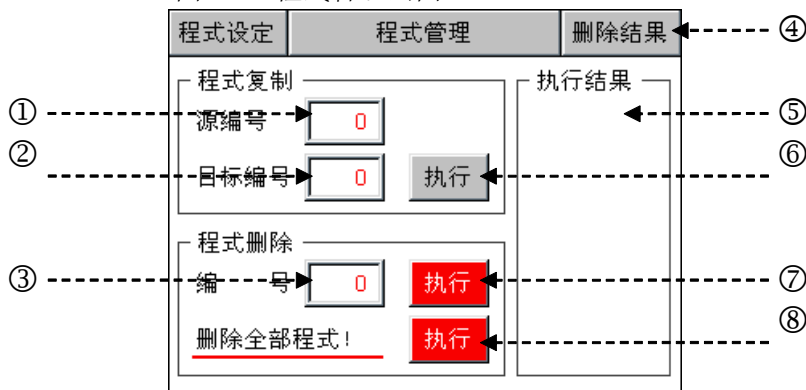 程式设定 程式管理 删除结果 ④
程式复制 执行结果
① 源编号 0 ⑤
② 目标编号 0 执行 ⑥
程式删除
③ 编 号 0 执行 ⑦
删除全部程式! 执行 ⑧